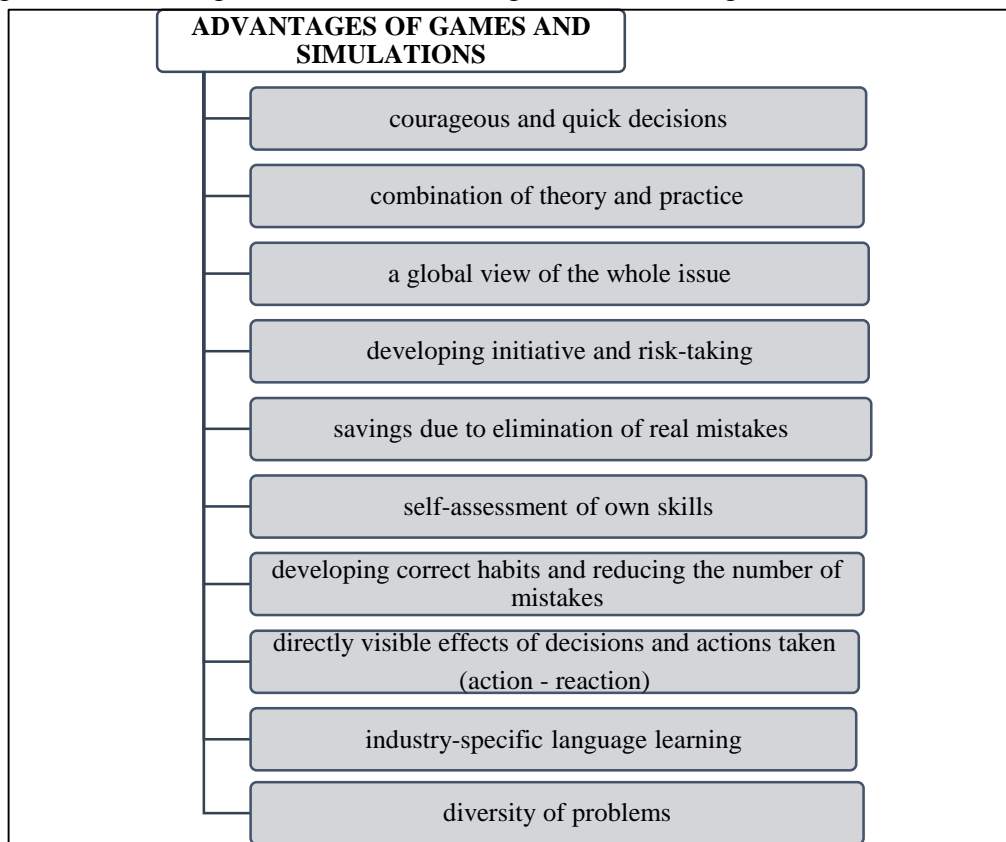 ADVANTAGES OF GAMES AND
SIMULATIONS
courageous and quick decisions
combination of theory and practice
a global view of the whole issue
developing initiative and risk-taking
savings due to elimination of real mistakes
self-assessment of own skills
developing correct habits and reducing the number of
mistakes
directly visible effects of decisions and actions taken
(action - reaction)
industry-specific language learning
diversity of problems